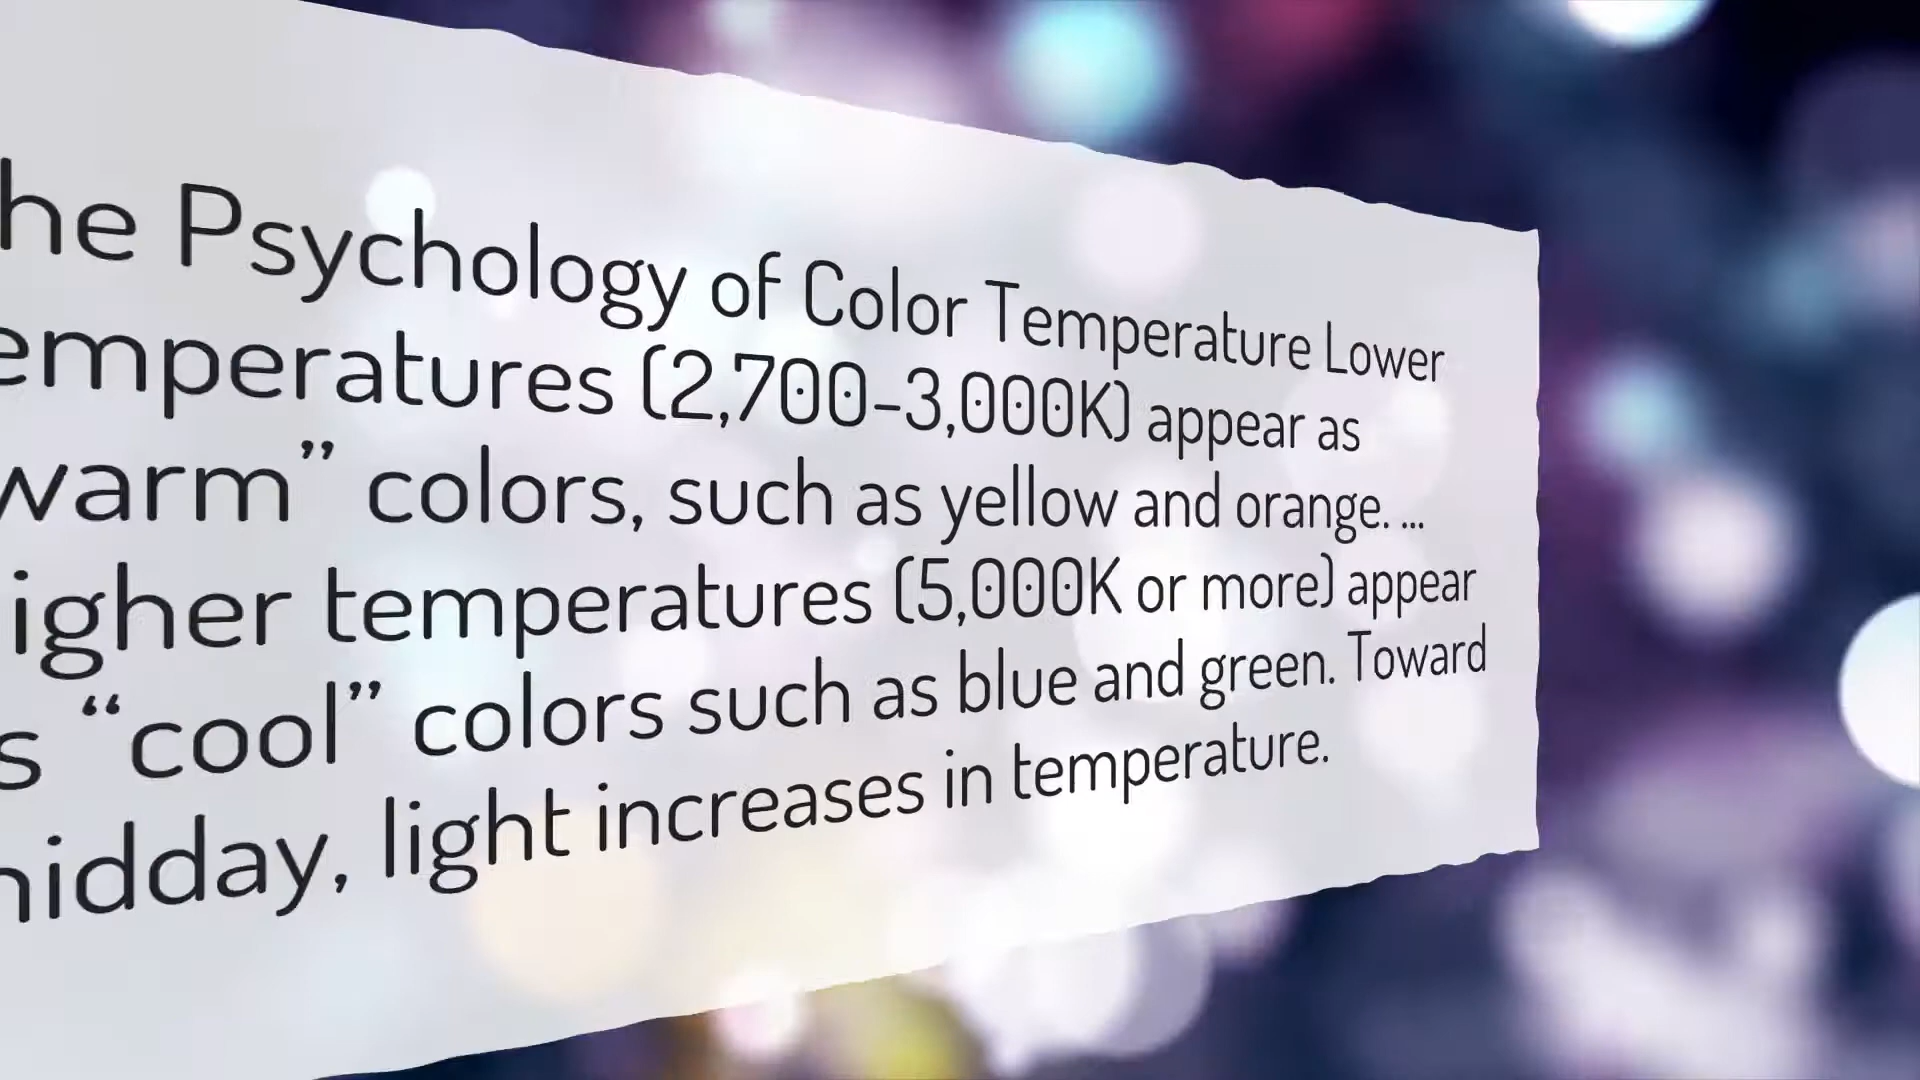 he Psychology of Color Temperature Lower
emperatures (2,700-3,000K) appear as
warm” colors, such as yellow and orange. ...
igher temperatures (5,000K or more) appear
s “cool” colors such as blue and green. Toward
idday, light increases in temperature.